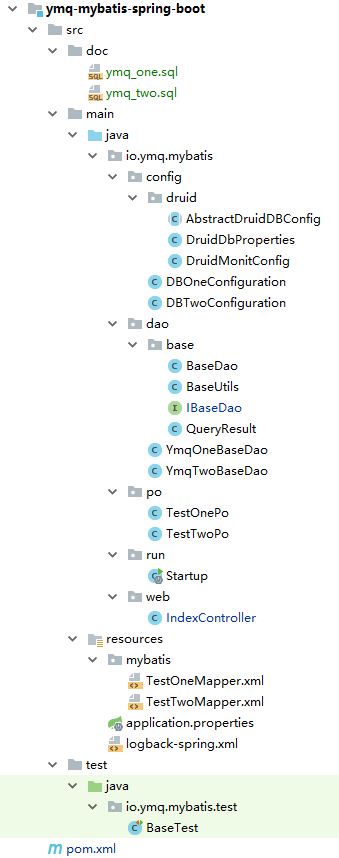 ymq-mybatis-spring-boot
src
doc
ymq_one.sql
ymq_two.sql
main
java
io.ymq.mybatis
config
druid
AbstractDruidDBConfig
DruidDbProperties
DruidMonitConfig
DBOneConfiguration
DBTwoConfiguration
dao
base
BaseDao
BaseUtils
IBaseDao
QueryResult
YmqOneBaseDao
YmqTwoBaseDao
po
TestOnePo
TestTwoPo
run
Startup
web
IndexController
resources
mybatis
TestOneMapper.xml
TestTwoMapper.xml
application.properties
logback-spring.xml
test
java
io.ymq.mybatis.test
BaseTest
pom.xml